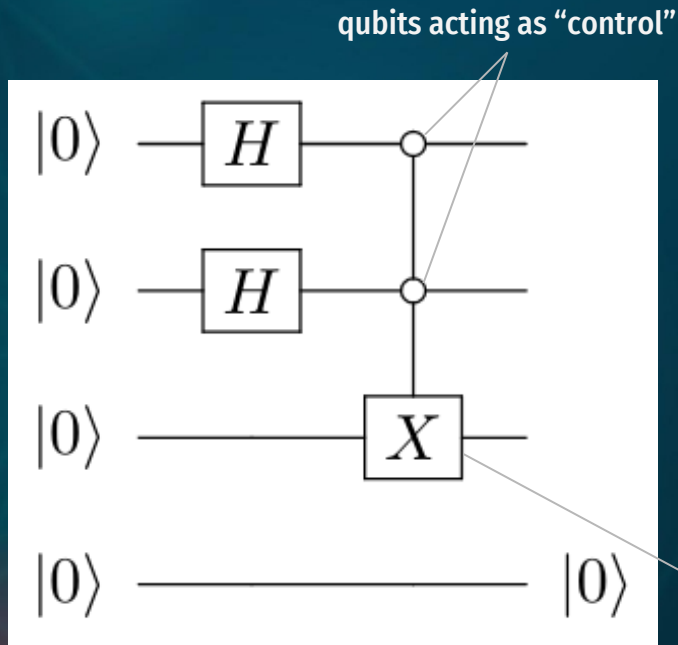 qubits acting as “control”
|0⟩ H
|0⟩ H
|0⟩ X
|0⟩ |0⟩